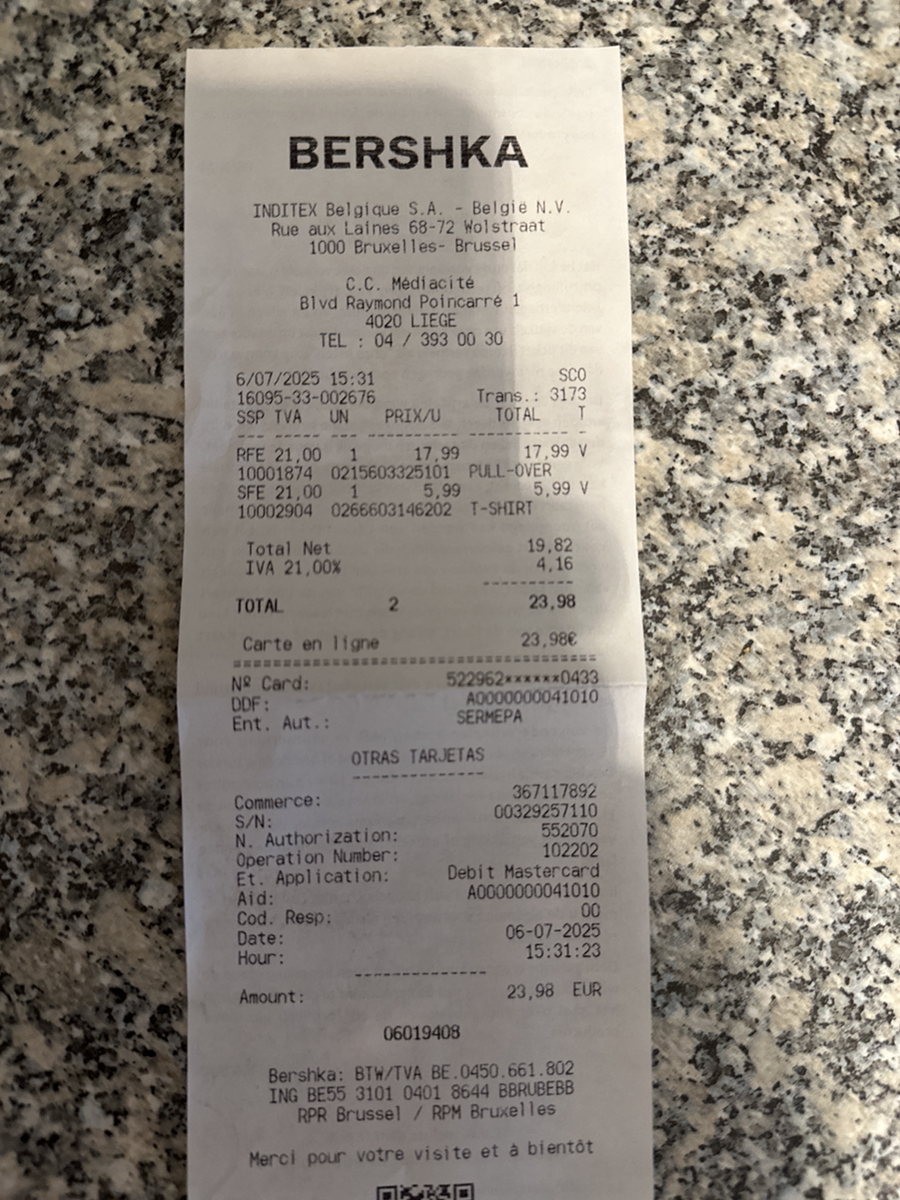 BERSHKA
INDITEX Belgique S.A. - België N.V.
Rue aux Laines 68-72 Wolstraat
1000 Bruxelles- Brussel
C.C. Médiacité
Blvd Raymond Poincarré 1
4020 LIEGE
TEL : 04 / 393 00 30
6/07/2025 15:31 SCO
16095-33-002676 Trans.: 3173
SSP TVA UN PRIX/U TOTAL T
--- --- --- ---------- ---------- -
RFE 21,00 1 17,99 17,99 V
10001874 0215603325101 PULL-OVER
SFE 21,00 1 5,99 5,99 V
10002904 0266603146202 T-SHIRT
Total Net 19,82
IVA 21,00% 4,16
----------
TOTAL 2 23,98
Carte en ligne 23,98€
========================================
Nº Card: 522962******0433
DDF: A0000000041010
Ent. Aut.: SERMEPA
OTRAS TARJETAS
--------------
Commerce: 367117892
S/N: 00329257110
N. Authorization: 552070
Operation Number: 102202
Et. Application: Debit Mastercard
Aid: A0000000041010
Cod. Resp: 00
Date: 06-07-2025
Hour: 15:31:23
--------------
Amount: 23,98 EUR
06019408
Bershka: BTW/TVA BE.0450.661.802
ING BE55 3101 0401 8644 BBRUBEBB
RPR Brussel / RPM Bruxelles
Merci pour votre visite et à bientôt